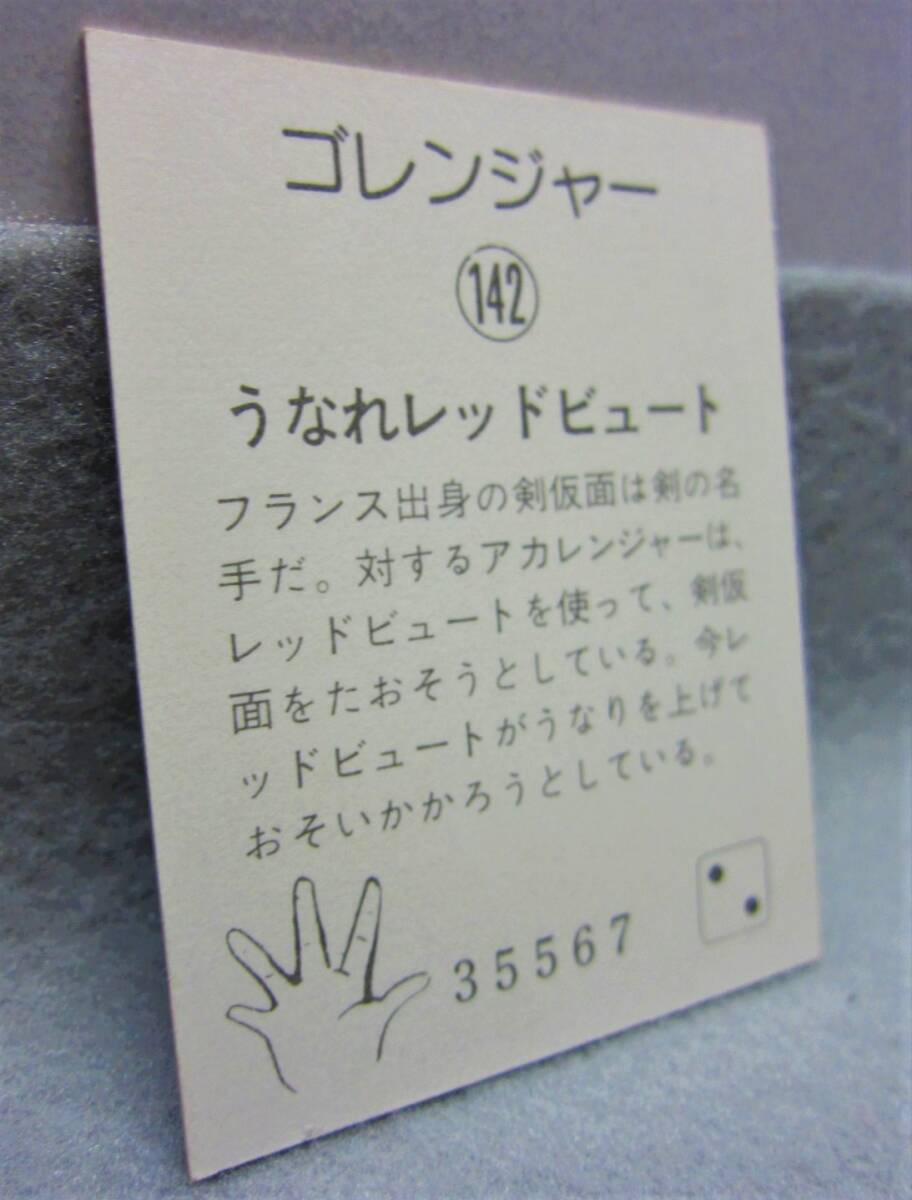 ゴレンジャー
142
うなれレッドビュート
フランス出身の剣仮面は剣の名
手だ。対するアカレンジャーは、
レッドビュートを使って、剣仮
面をたおそうとしている。今レ
ッドビュートがうなりを上げて
おそいかかろうとしている。
35567